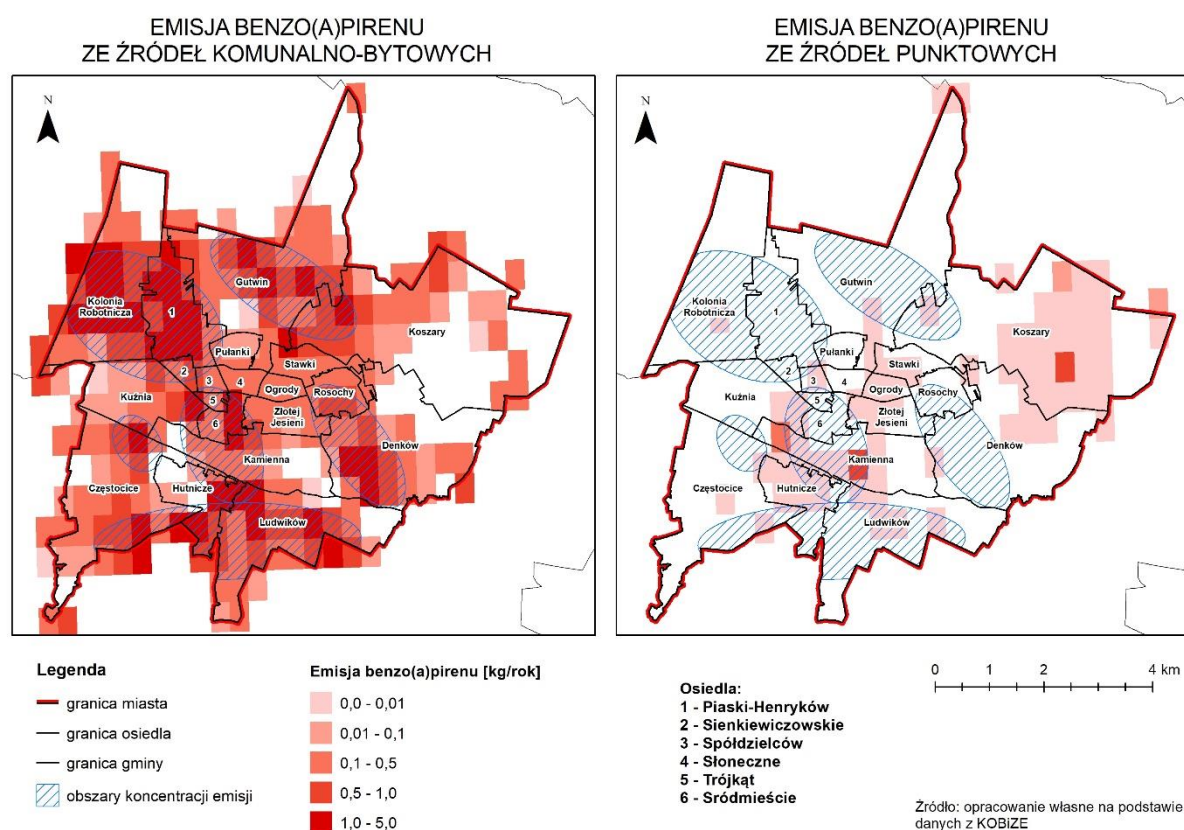 EMISJA BENZO(A)PIRENU
ZE ŹRÓDEŁ KOMUNALNO-BYTOWYCH
N
Gutwin
Kolonia
Robotnicza
1
Koszary
Pułanki
Stawki
2
3
4
Ogrody
Rosochy
Kuźnia
5
6
Złotej
Jesieni
Denków
Kamienna
Częstocice
Hutnicze
Ludwików
EMISJA BENZO(A)PIRENU
ZE ŹRÓDEŁ PUNKTOWYCH
N
Gutwin
Kolonia
Robotnicza
1
Koszary
Pułanki
Stawki
2
3
4
Ogrody
Rosochy
Kuźnia
5
6
Złotej
Jesieni
Denków
Kamienna
Częstocice
Hutnicze
Ludwików
Legenda
granica miasta
granica osiedla
granica gminy
obszary koncentracji emisji
Emisja benzo(a)pirenu [kg/rok]
0,0 - 0,01
0,01 - 0,1
0,1 - 0,5
0,5 - 1,0
1,0 - 5,0
Osiedla:
1 - Piaski-Henryków
2 - Sienkiewiczowskie
3 - Spółdzielców
4 - Słoneczne
5 - Trójkąt
6 - Sródmieście
0 1 2 4 km
Źródło: opracowanie własne na podstawie
danych z KOBiZE